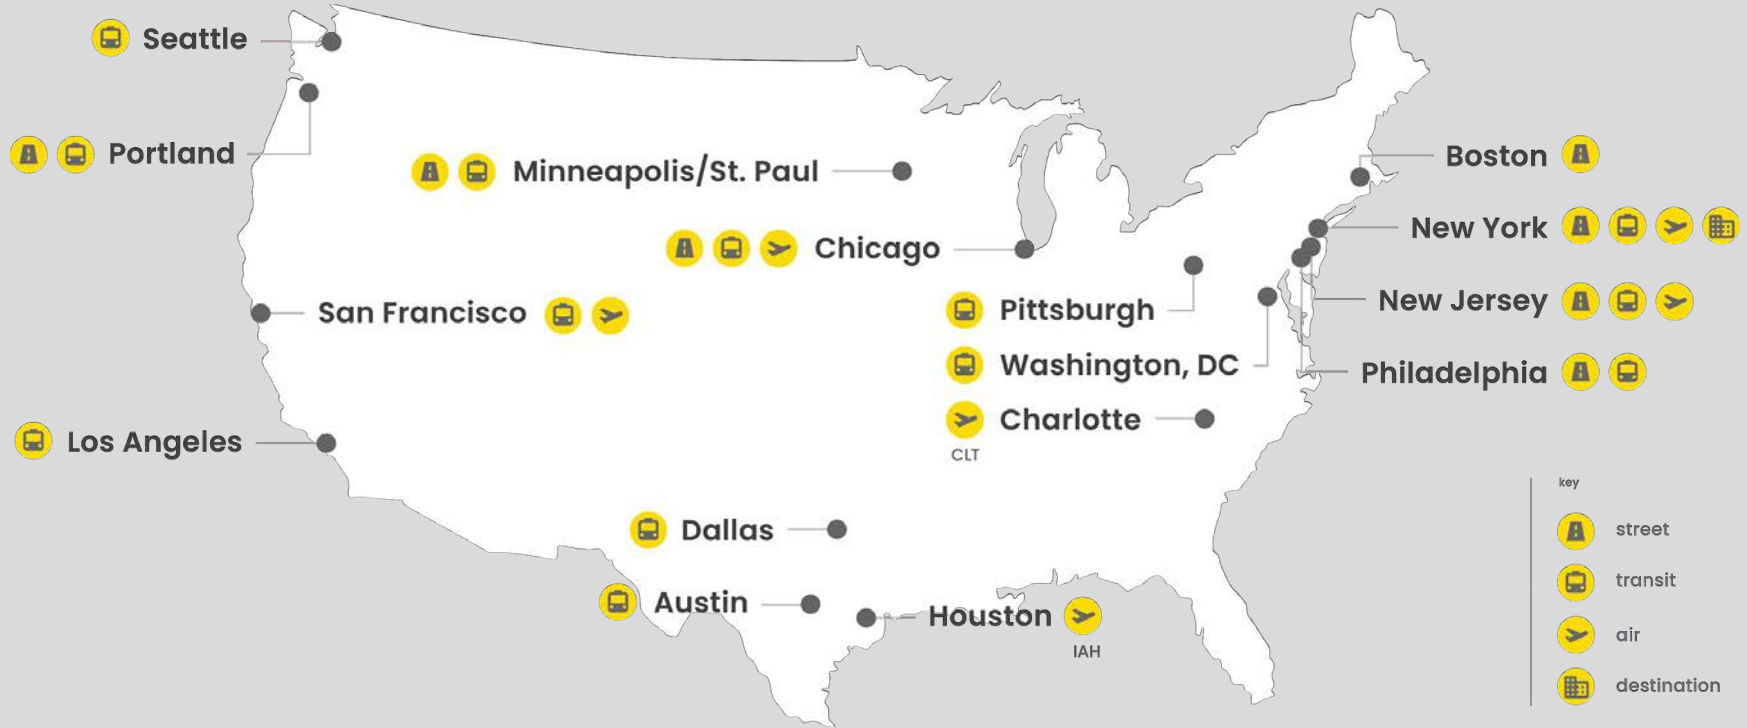 Seattle
Portland
Minneapolis/St. Paul
Boston
New York
Chicago
San Francisco
Pittsburgh
New Jersey
Washington, DC
Philadelphia
Charlotte
CLT
Los Angeles
Dallas
Austin
Houston
IAH
key
street
transit
air
destination